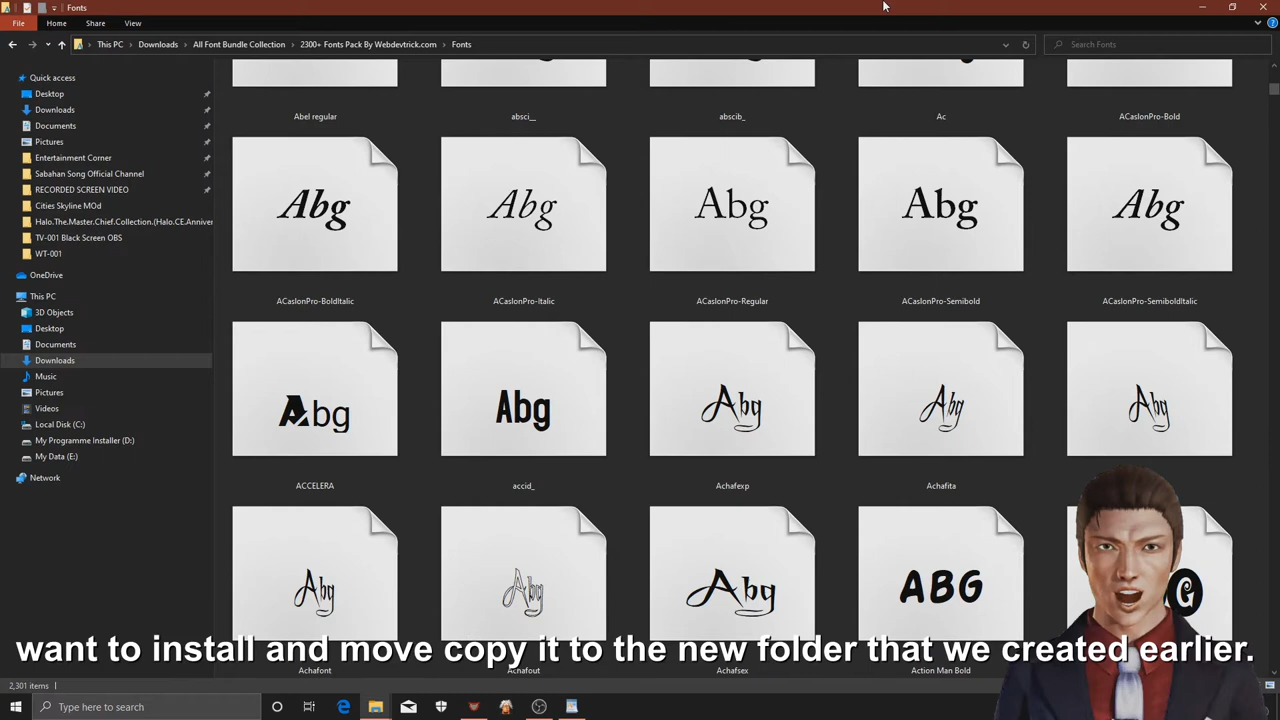 Fonts
File
Home
Share
View
This PC
Downloads
All Font Bundle Collection
2300+ Fonts Pack By Webdevtrick.com
Fonts
Search Fonts
Quick access
Desktop
Downloads
Documents
Pictures
Entertainment Corner
Sabahan Song Official Channel
RECORDED SCREEN VIDEO
Cities Skyline MOd
Halo.The.Master.Chief.Collection.(Halo.CE.Anniver
TV-001 Black Screen OBS
WT-001
OneDrive
This PC
3D Objects
Desktop
Documents
Downloads
Music
Pictures
Videos
Local Disk (C:)
My Programme Installer (D:)
My Data (E:)
Network
Abel regular
absci__
abscib_
Ac
ACaslonPro-Bold
Abg
Abg
Abg
Abg
Abg
ACaslonPro-BoldItalic
ACaslonPro-Italic
ACaslonPro-Regular
ACaslonPro-Semibold
ACaslonPro-SemiboldItalic
Abg
Abg
Abg
Abg
Abg
ACCELERA
accid_
Achafexp
Achafita
Abg
Abg
Abg
ABG
G
want to install and move copy it to the new folder that we created earlier.
Achafont
Achafout
Achafsex
Action Man Bold
2,301 items
Type here to search